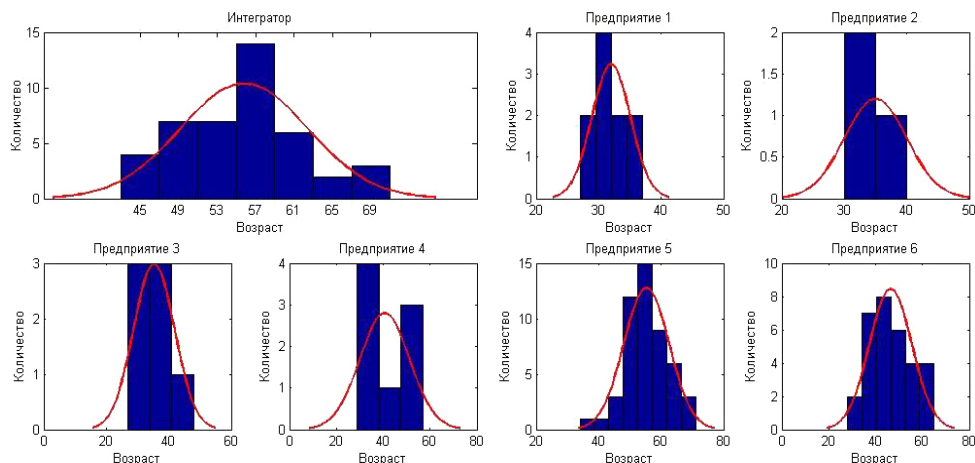 Интегратор
Количество
15
10
5
0
45 49 53 57 61 65 69
Возраст
Предприятие 1
Количество
4
3
2
1
0
20 30 40 50
Возраст
Предприятие 2
Количество
2
1.5
1
0.5
0
20 30 40 50
Возраст
Предприятие 3
Количество
3
2
1
0
0 20 40 60
Возраст
Предприятие 4
Количество
4
3
2
1
0
0 20 40 60 80
Возраст
Предприятие 5
Количество
15
10
5
0
20 40 60 80
Возраст
Предприятие 6
Количество
10
8
6
4
2
0
0 20 40 60 80
Возраст